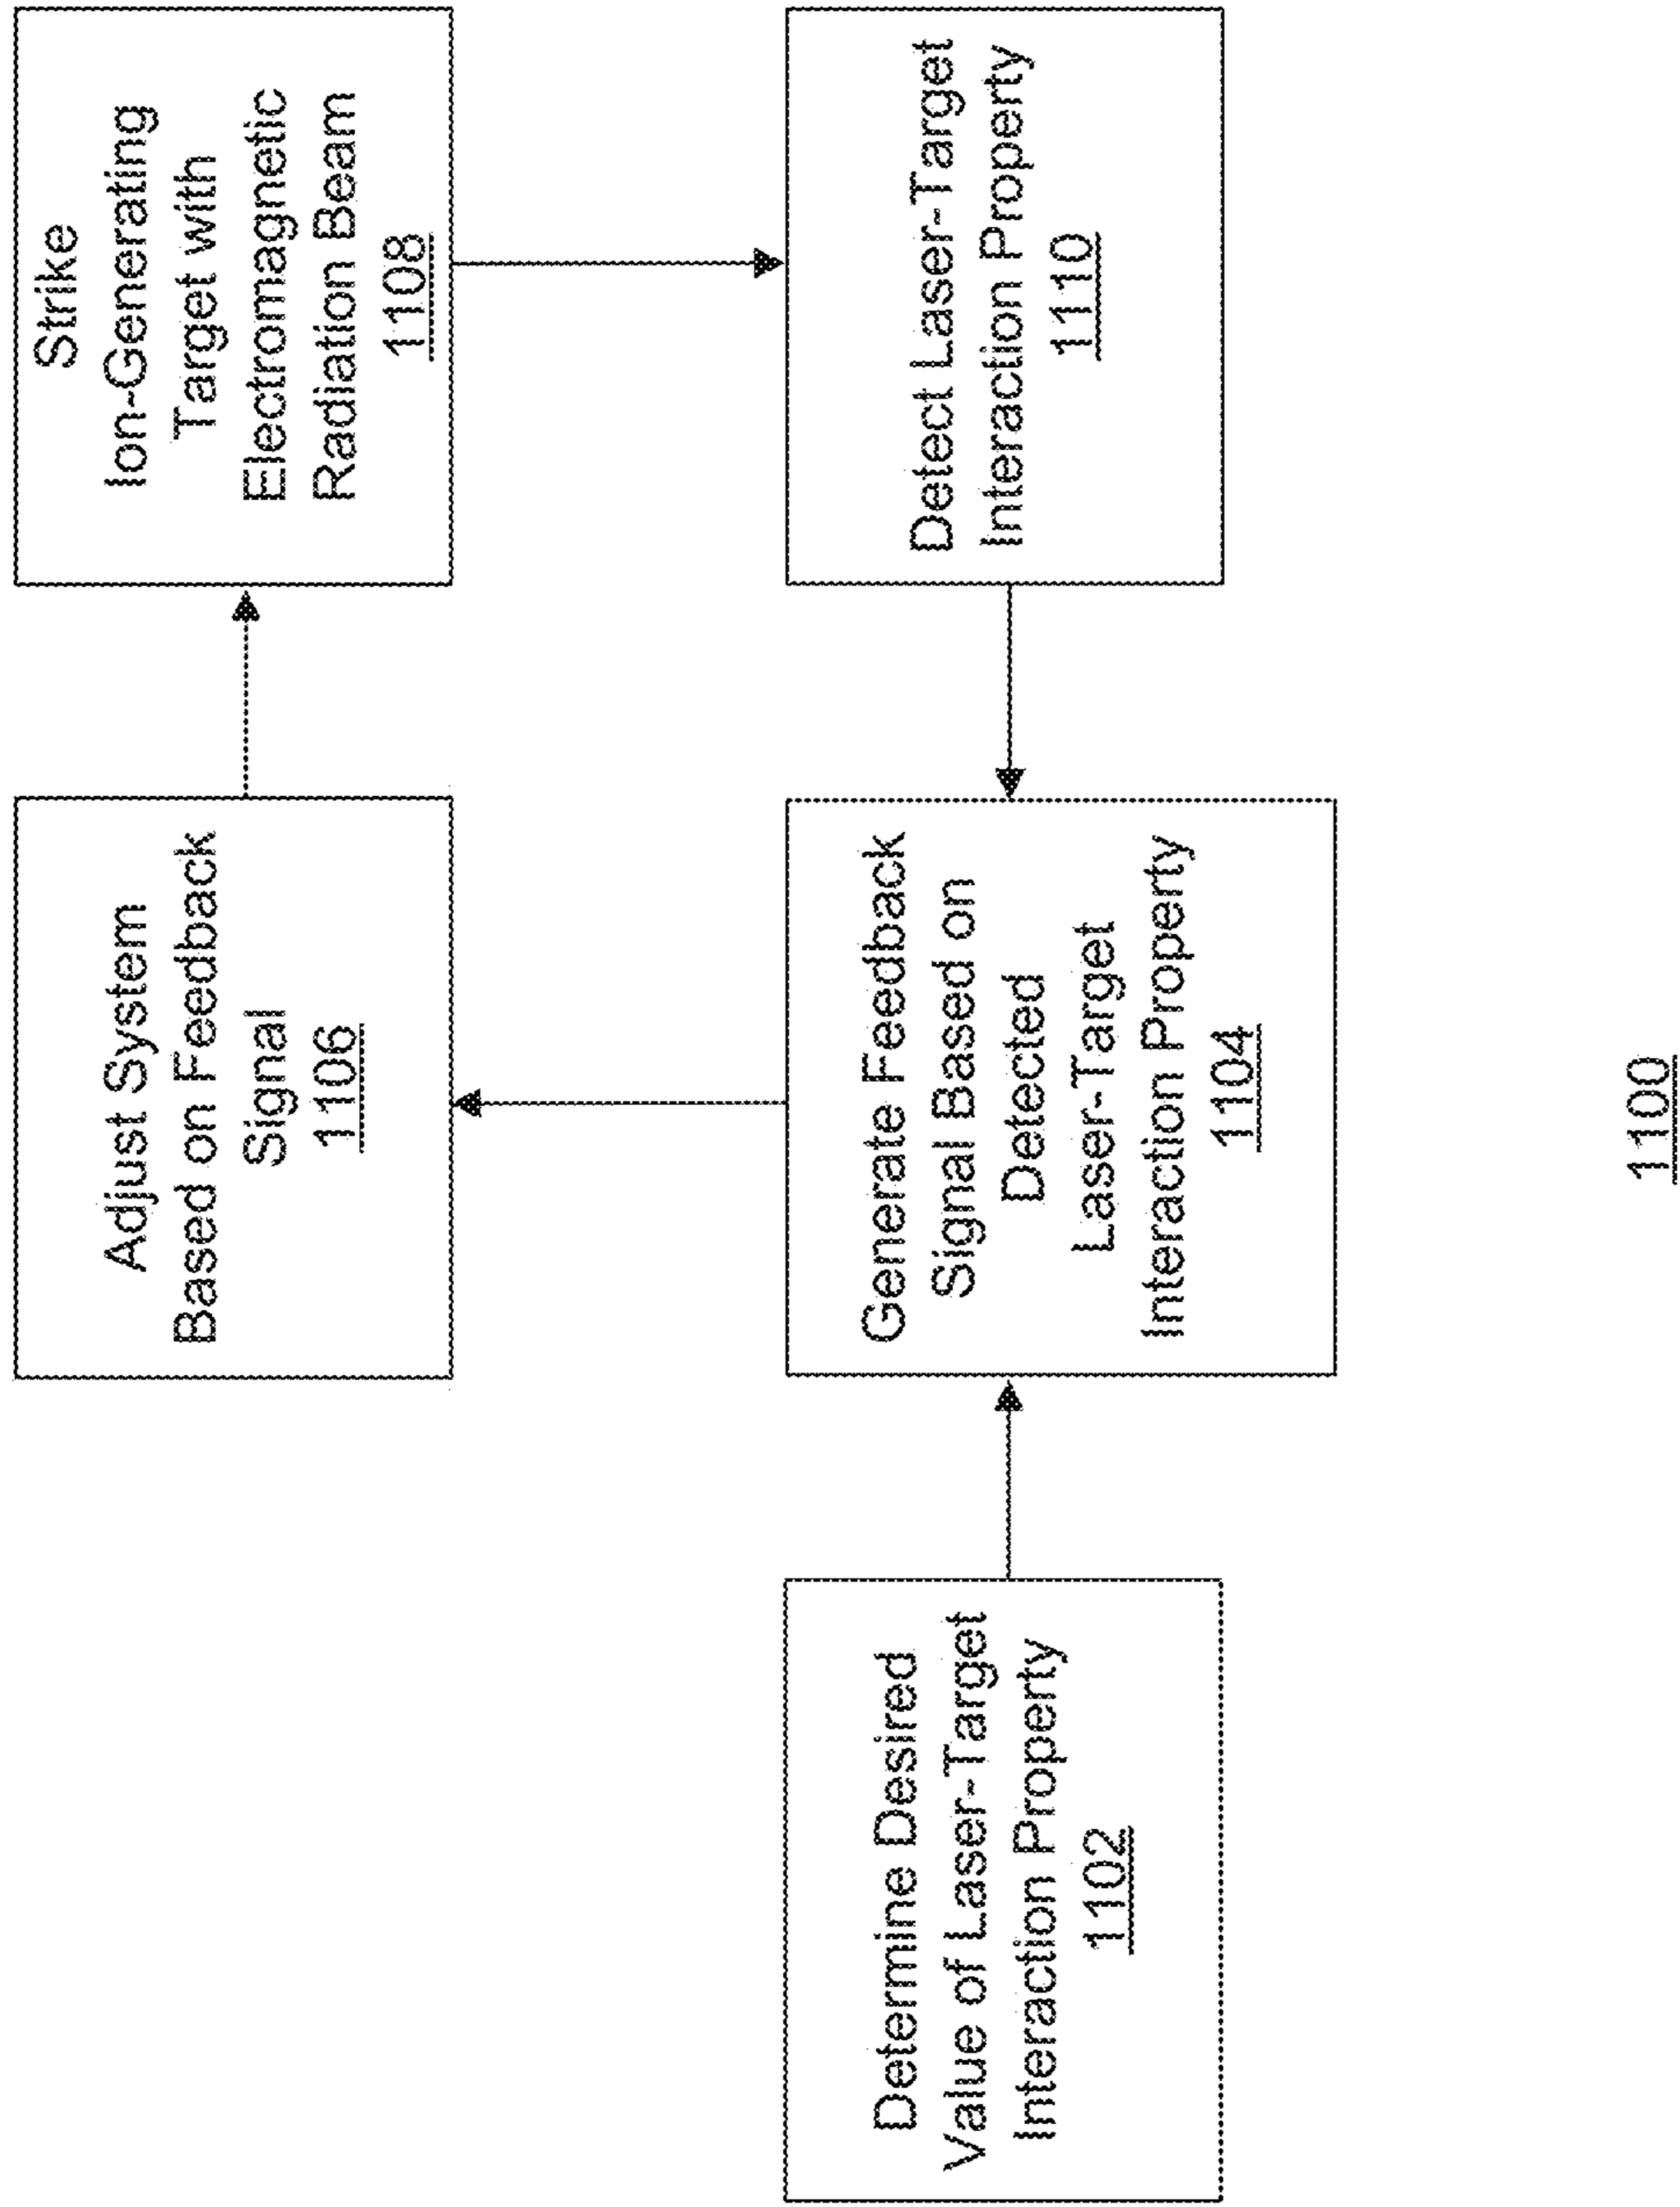 Adjust System
Based on Feedback
Signal
1106
Strike
Ion-Generating
Target with
Electromagnetic
Radiation Beam
1108
Determine Desired
Value of Laser-Target
Interaction Property
1102
Generate Feedback
Signal Based on
Detected
Laser-Target
Interaction Property
1104
Detect Laser-Target
Interaction Property
1110
1100